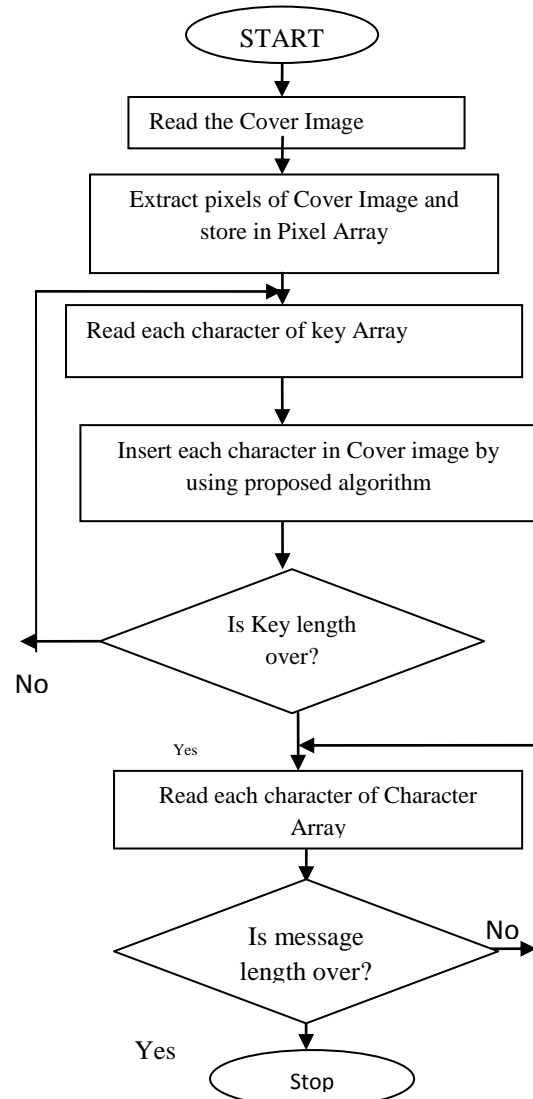 START
Read the Cover Image
Extract pixels of Cover Image and
store in Pixel Array
Read each character of key Array
Insert each character in Cover image by
using proposed algorithm
Is Key length
over?
No
Yes
Read each character of Character
Array
Is message
length over?
No
Yes
Stop